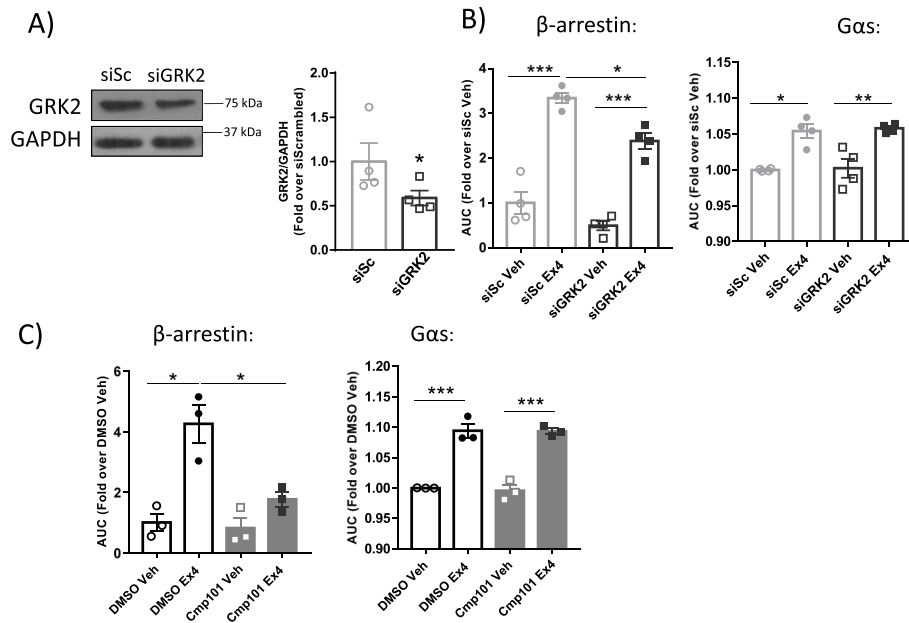 A)
siSc siGRK2
GRK2
75 kDa
GAPDH
37 kDa
GRK2/GAPDH
(Fold over siScrambled)
2.0
1.5
1.0
0.5
0.0
*
siSc
siGRK2
B)
β-arrestin:
AUC (Fold over siSc Veh)
4
3
2
1
0
***
*
***
siSc Veh
siSc Ex4
siGRK2 Veh
siGRK2 Ex4
Gαs:
AUC (Fold over siSc Veh)
1.15
1.10
1.05
1.00
0.95
0.90
*
**
siSc Veh
siSc Ex4
siGRK2 Veh
siGRK2 Ex4
C)
β-arrestin:
AUC (Fold over DMSO Veh)
6
4
2
0
*
*
DMSO Veh
DMSO Ex4
Cmp101 Veh
Cmp101 Ex4
Gαs:
AUC (Fold over DMSO Veh)
1.20
1.15
1.10
1.00
0.95
0.90
***
***
DMSO Veh
DMSO Ex4
Cmp101 Veh
Cmp101 Ex4